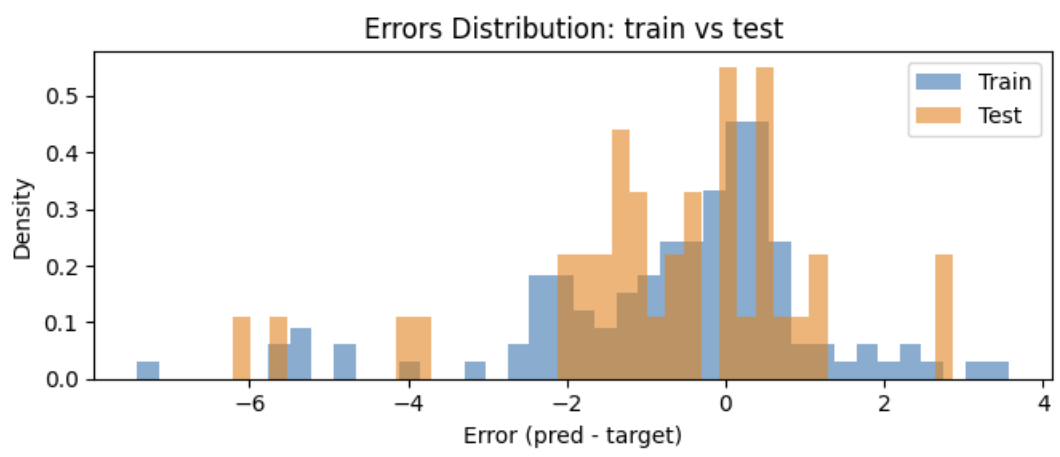 Errors Distribution: train vs test
Train
Test
Density
0.5
0.4
0.3
0.2
0.1
0.0
−6
−4
−2
0
2
4
Error (pred - target)